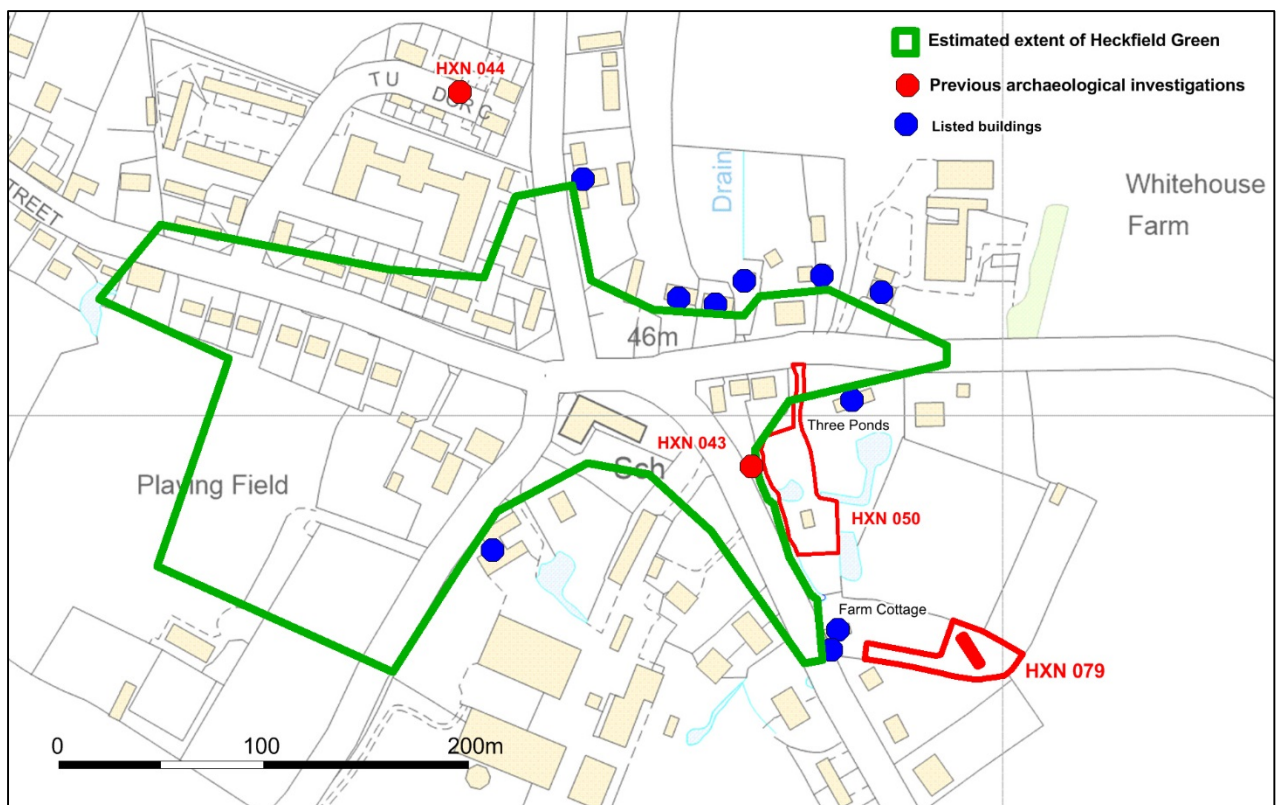 Estimated extent of Heckfield Green
Previous archaeological investigations
Listed buildings
HXN 044
T U
DOR C
STREET
Drain
Whitehouse
Farm
46m
Three Ponds
HXN 043
Sch
Playing Field
HXN 050
Farm Cottage
HXN 079
0 100 200m